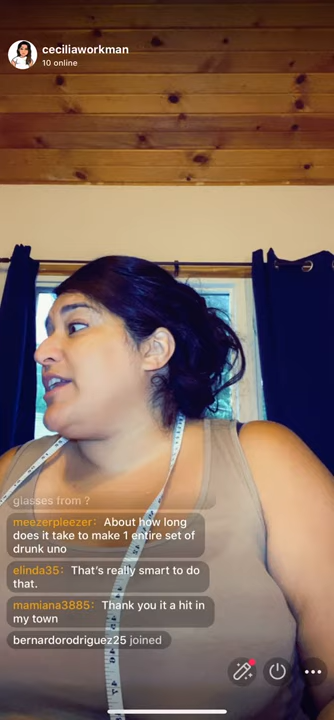 ceciliaworkman
10 online
glasses from ?
meezerpleezer: About how long
does it take to make 1 entire set of
drunk uno
elinda35: That's really smart to do
that.
mamiana3885: Thank you it a hit in
my town
bernardorodriguez25 joined